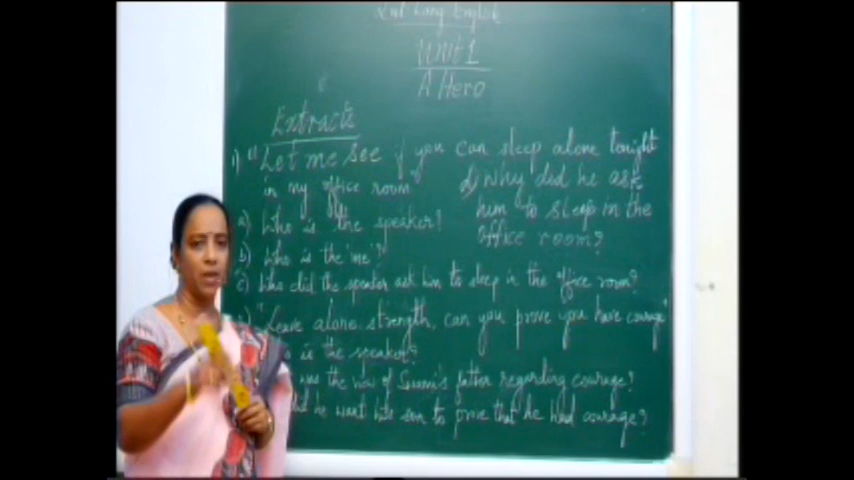 Lang English
Unit 1
A Hero
Extracts
1) "Let me see if you can sleep alone tonight
in my office room"
a) Who is the speaker?
b) Who is the 'me'?
d) Why did he ask
him to sleep in the
office room?
c) Who did the speaker ask him to sleep in the office room?
"Leave alone strength, can you prove you have courage"
is the speaker?
was the view of Swami's father regarding courage?
did he want his son to prove that he had courage?